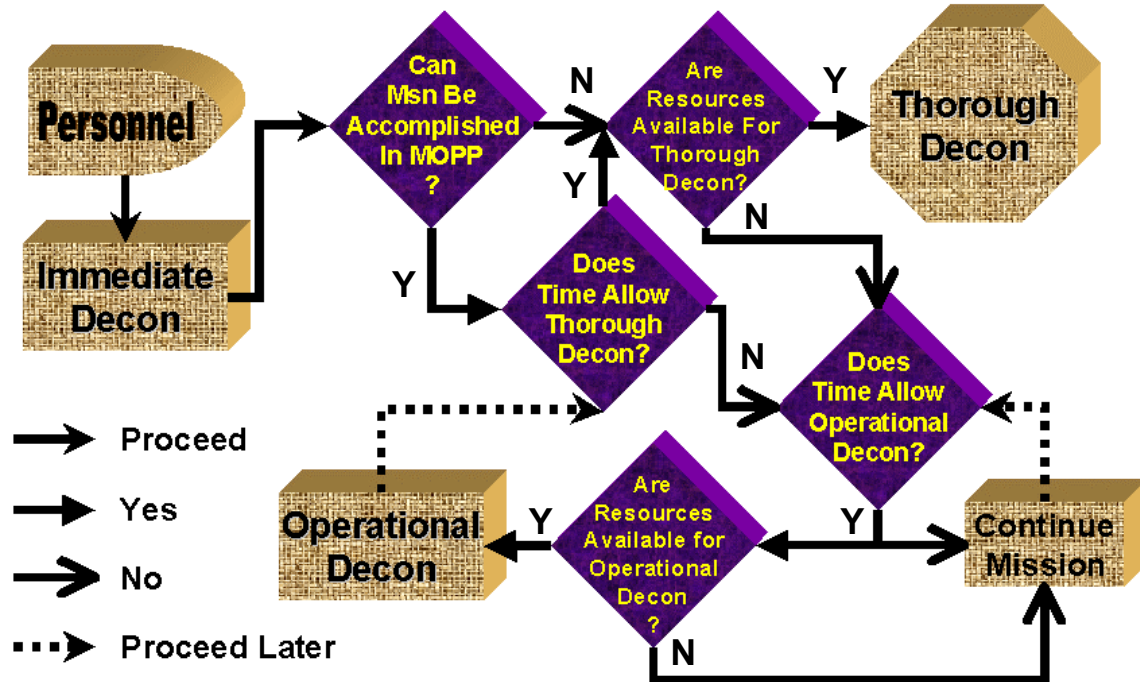 Personnel
Immediate
Decon
Can
Msn Be
Accomplished
In MOPP
?
N
Are
Resources
Available For
Thorough
Decon?
Y
Thorough
Decon
Y
Y
N
Does
Time Allow
Thorough
Decon?
N
Does
Time Allow
Operational
Decon?
Proceed
Yes
No
Proceed Later
Operational
Decon
Y
Are
Resources
Available for
Operational
Decon
?
Y
N
Continue
Mission